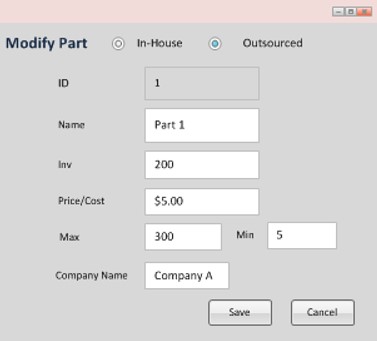 Modify Part In-House Outsourced
ID 1
Name Part 1
Inv 200
Price/Cost $5.00
Max 300 Min 5
Company Name Company A
Save Cancel